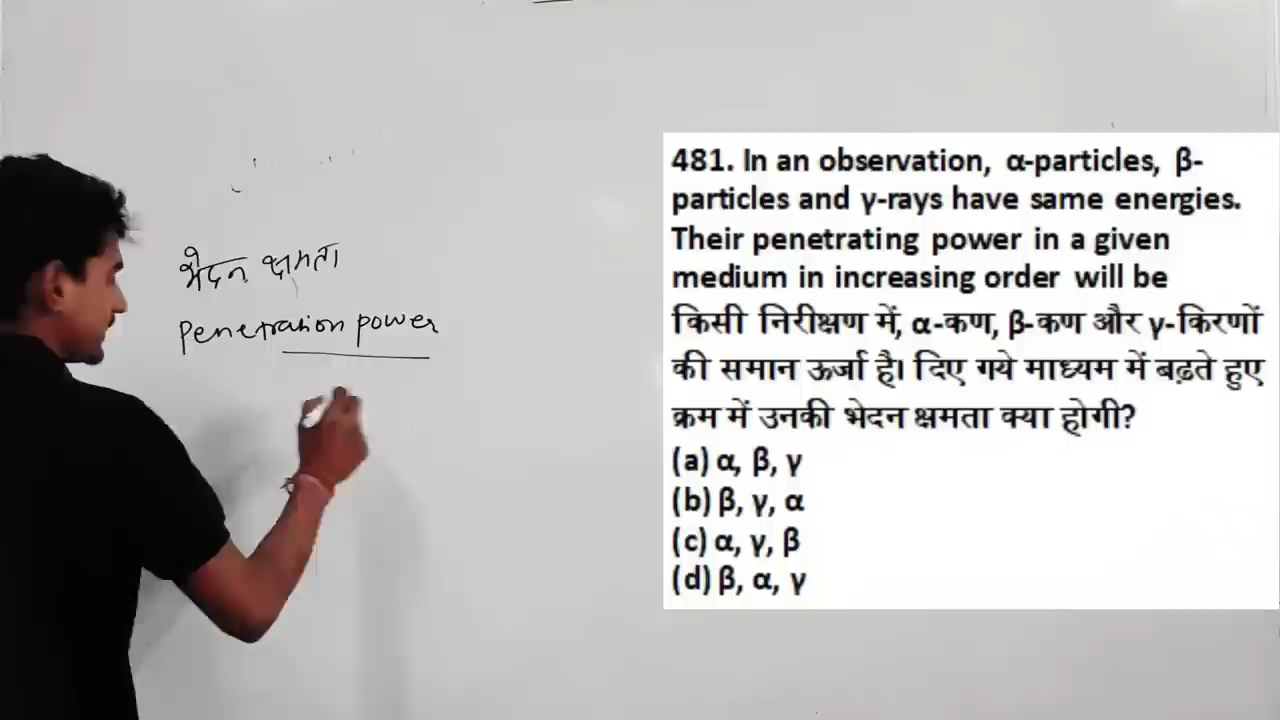 भेदन क्षमता
Penetration power
481. In an observation, α-particles, β-
particles and γ-rays have same energies.
Their penetrating power in a given
medium in increasing order will be
किसी निरीक्षण में, α-कण, β-कण और γ-किरणों
की समान ऊर्जा है। दिए गये माध्यम में बढ़ते हुए
क्रम में उनकी भेदन क्षमता क्या होगी?
(a) α, β, γ
(b) β, γ, α
(c) α, γ, β
(d) β, α, γ